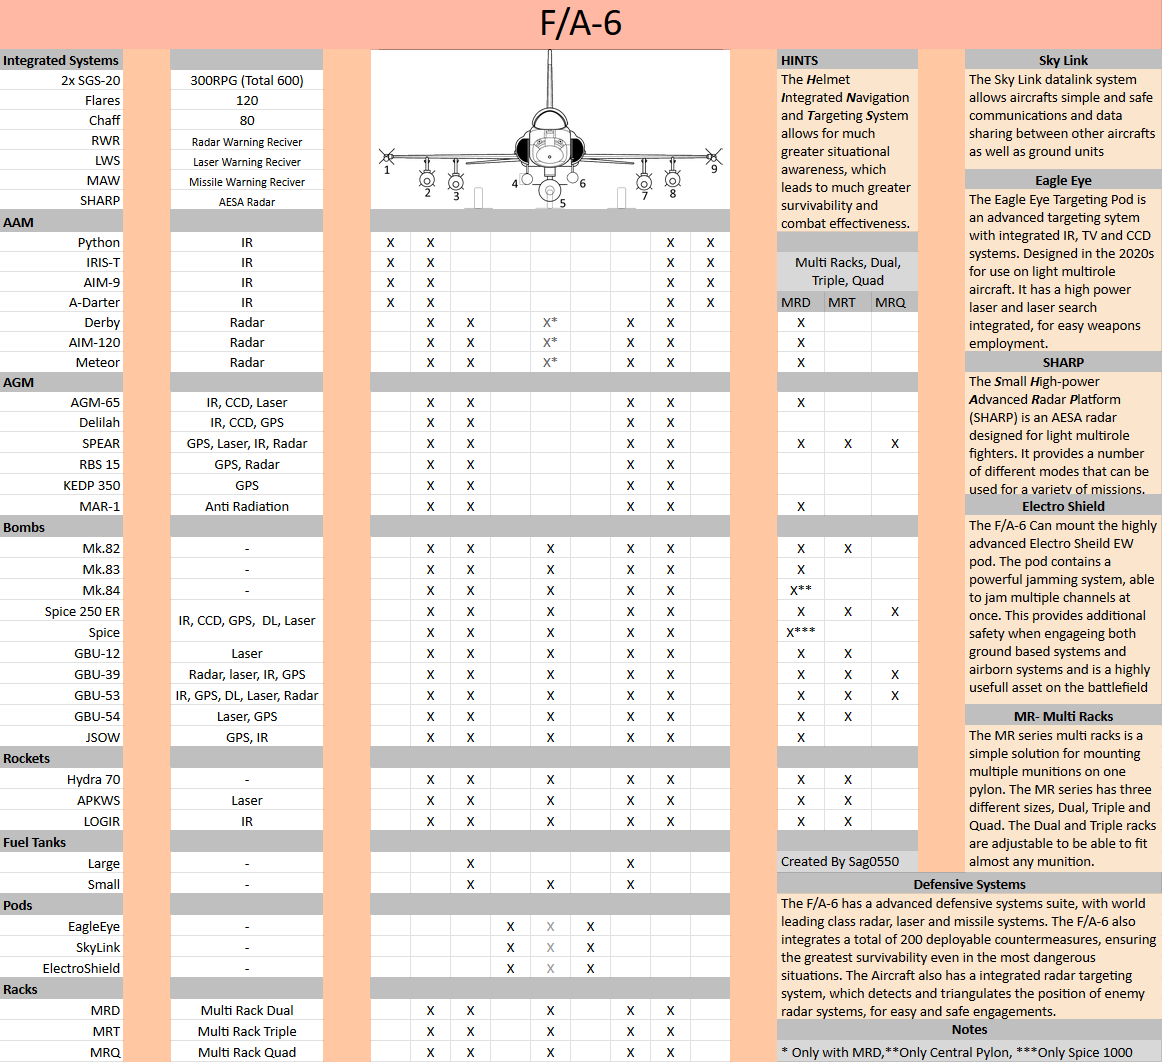 F/A-6
Integrated Systems
2x SGS-20 300RPG (Total 600)
Flares 120
Chaff 80
RWR Radar Warning Reciver
LWS Laser Warning Reciver
MAW Missile Warning Reciver
SHARP AESA Radar
1 2 3 4 5 6 7 8 9
AAM
Python IR X X X X
IRIS-T IR X X X X
AIM-9 IR X X X X
A-Darter IR X X X X
Derby Radar X X X* X X X
AIM-120 Radar X X X* X X X
Meteor Radar X X X* X X X
AGM
AGM-65 IR, CCD, Laser X X X X X
Delilah IR, CCD, GPS X X X X
SPEAR GPS, Laser, IR, Radar X X X X X X X
RBS 15 GPS, Radar X X X X
KEDP 350 GPS X X X X
MAR-1 Anti Radiation X X X X X
Bombs
Mk.82 - X X X X X X X
Mk.83 - X X X X X X
Mk.84 - X X X X X X**
Spice 250 ER X X X X X X X X
IR, CCD, GPS, DL, Laser
Spice X X X X X X***
GBU-12 Laser X X X X X X X
GBU-39 Radar, laser, IR, GPS X X X X X X X X
GBU-53 IR, GPS, DL, Laser, Radar X X X X X X X X
GBU-54 Laser, GPS X X X X X X X
JSOW GPS, IR X X X X X X
Rockets
Hydra 70 - X X X X X X X
APKWS Laser X X X X X X X
LOGIR IR X X X X X X X
Fuel Tanks
Large - X X
Small - X X X
Pods
EagleEye - X X X
SkyLink - X X X
ElectroShield - X X X
Racks
MRD Multi Rack Dual X X X X X
MRT Multi Rack Triple X X X X X
MRQ Multi Rack Quad X X X X X
HINTS
The Helmet
Integrated Navigation
and Targeting System
allows for much
greater situational
awareness, which
leads to much greater
survivability and
combat effectiveness.
Multi Racks, Dual,
Triple, Quad
MRD MRT MRQ
Created By Sag0550
Sky Link
The Sky Link datalink system
allows aircrafts simple and safe
communications and data
sharing between other aircrafts
as well as ground units
Eagle Eye
The Eagle Eye Targeting Pod is
an advanced targeting sytem
with integrated IR, TV and CCD
systems. Designed in the 2020s
for use on light multirole
aircraft. It has a high power
laser and laser search
integrated, for easy weapons
employment.
SHARP
The Small High-power
Advanced Radar Platform
(SHARP) is an AESA radar
designed for light multirole
fighters. It provides a number
of different modes that can be
used for a variety of missions.
Electro Shield
The F/A-6 Can mount the highly
advanced Electro Sheild EW
pod. The pod contains a
powerful jamming system, able
to jam multiple channels at
once. This provides additional
safety when engageing both
ground based systems and
airborn systems and is a highly
usefull asset on the battlefield
MR- Multi Racks
The MR series multi racks is a
simple solution for mounting
multiple munitions on one
pylon. The MR series has three
different sizes, Dual, Triple and
Quad. The Dual and Triple racks
are adjustable to be able to fit
almost any munition.
Defensive Systems
The F/A-6 has a advanced defensive systems suite, with world
leading class radar, laser and missile systems. The F/A-6 also
integrates a total of 200 deployable countermeasures, ensuring
the greatest survivability even in the most dangerous
situations. The Aircraft also has a integrated radar targeting
system, which detects and triangulates the position of enemy
radar systems, for easy and safe engagements.
Notes
* Only with MRD,**Only Central Pylon, ***Only Spice 1000